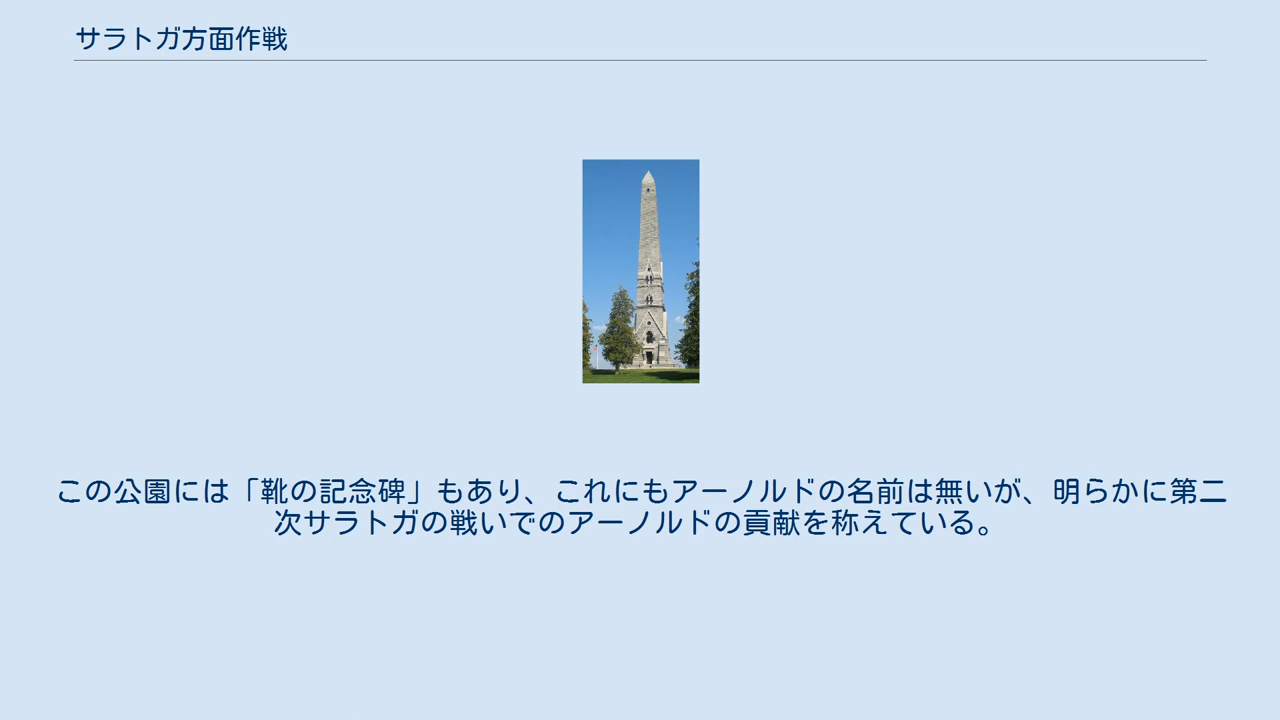 サラトガ方面作戦
この公園には「靴の記念碑」もあり、これにもアーノルドの名前は無いが、明らかに第二
次サラトガの戦いでのアーノルドの貢献を称えている。